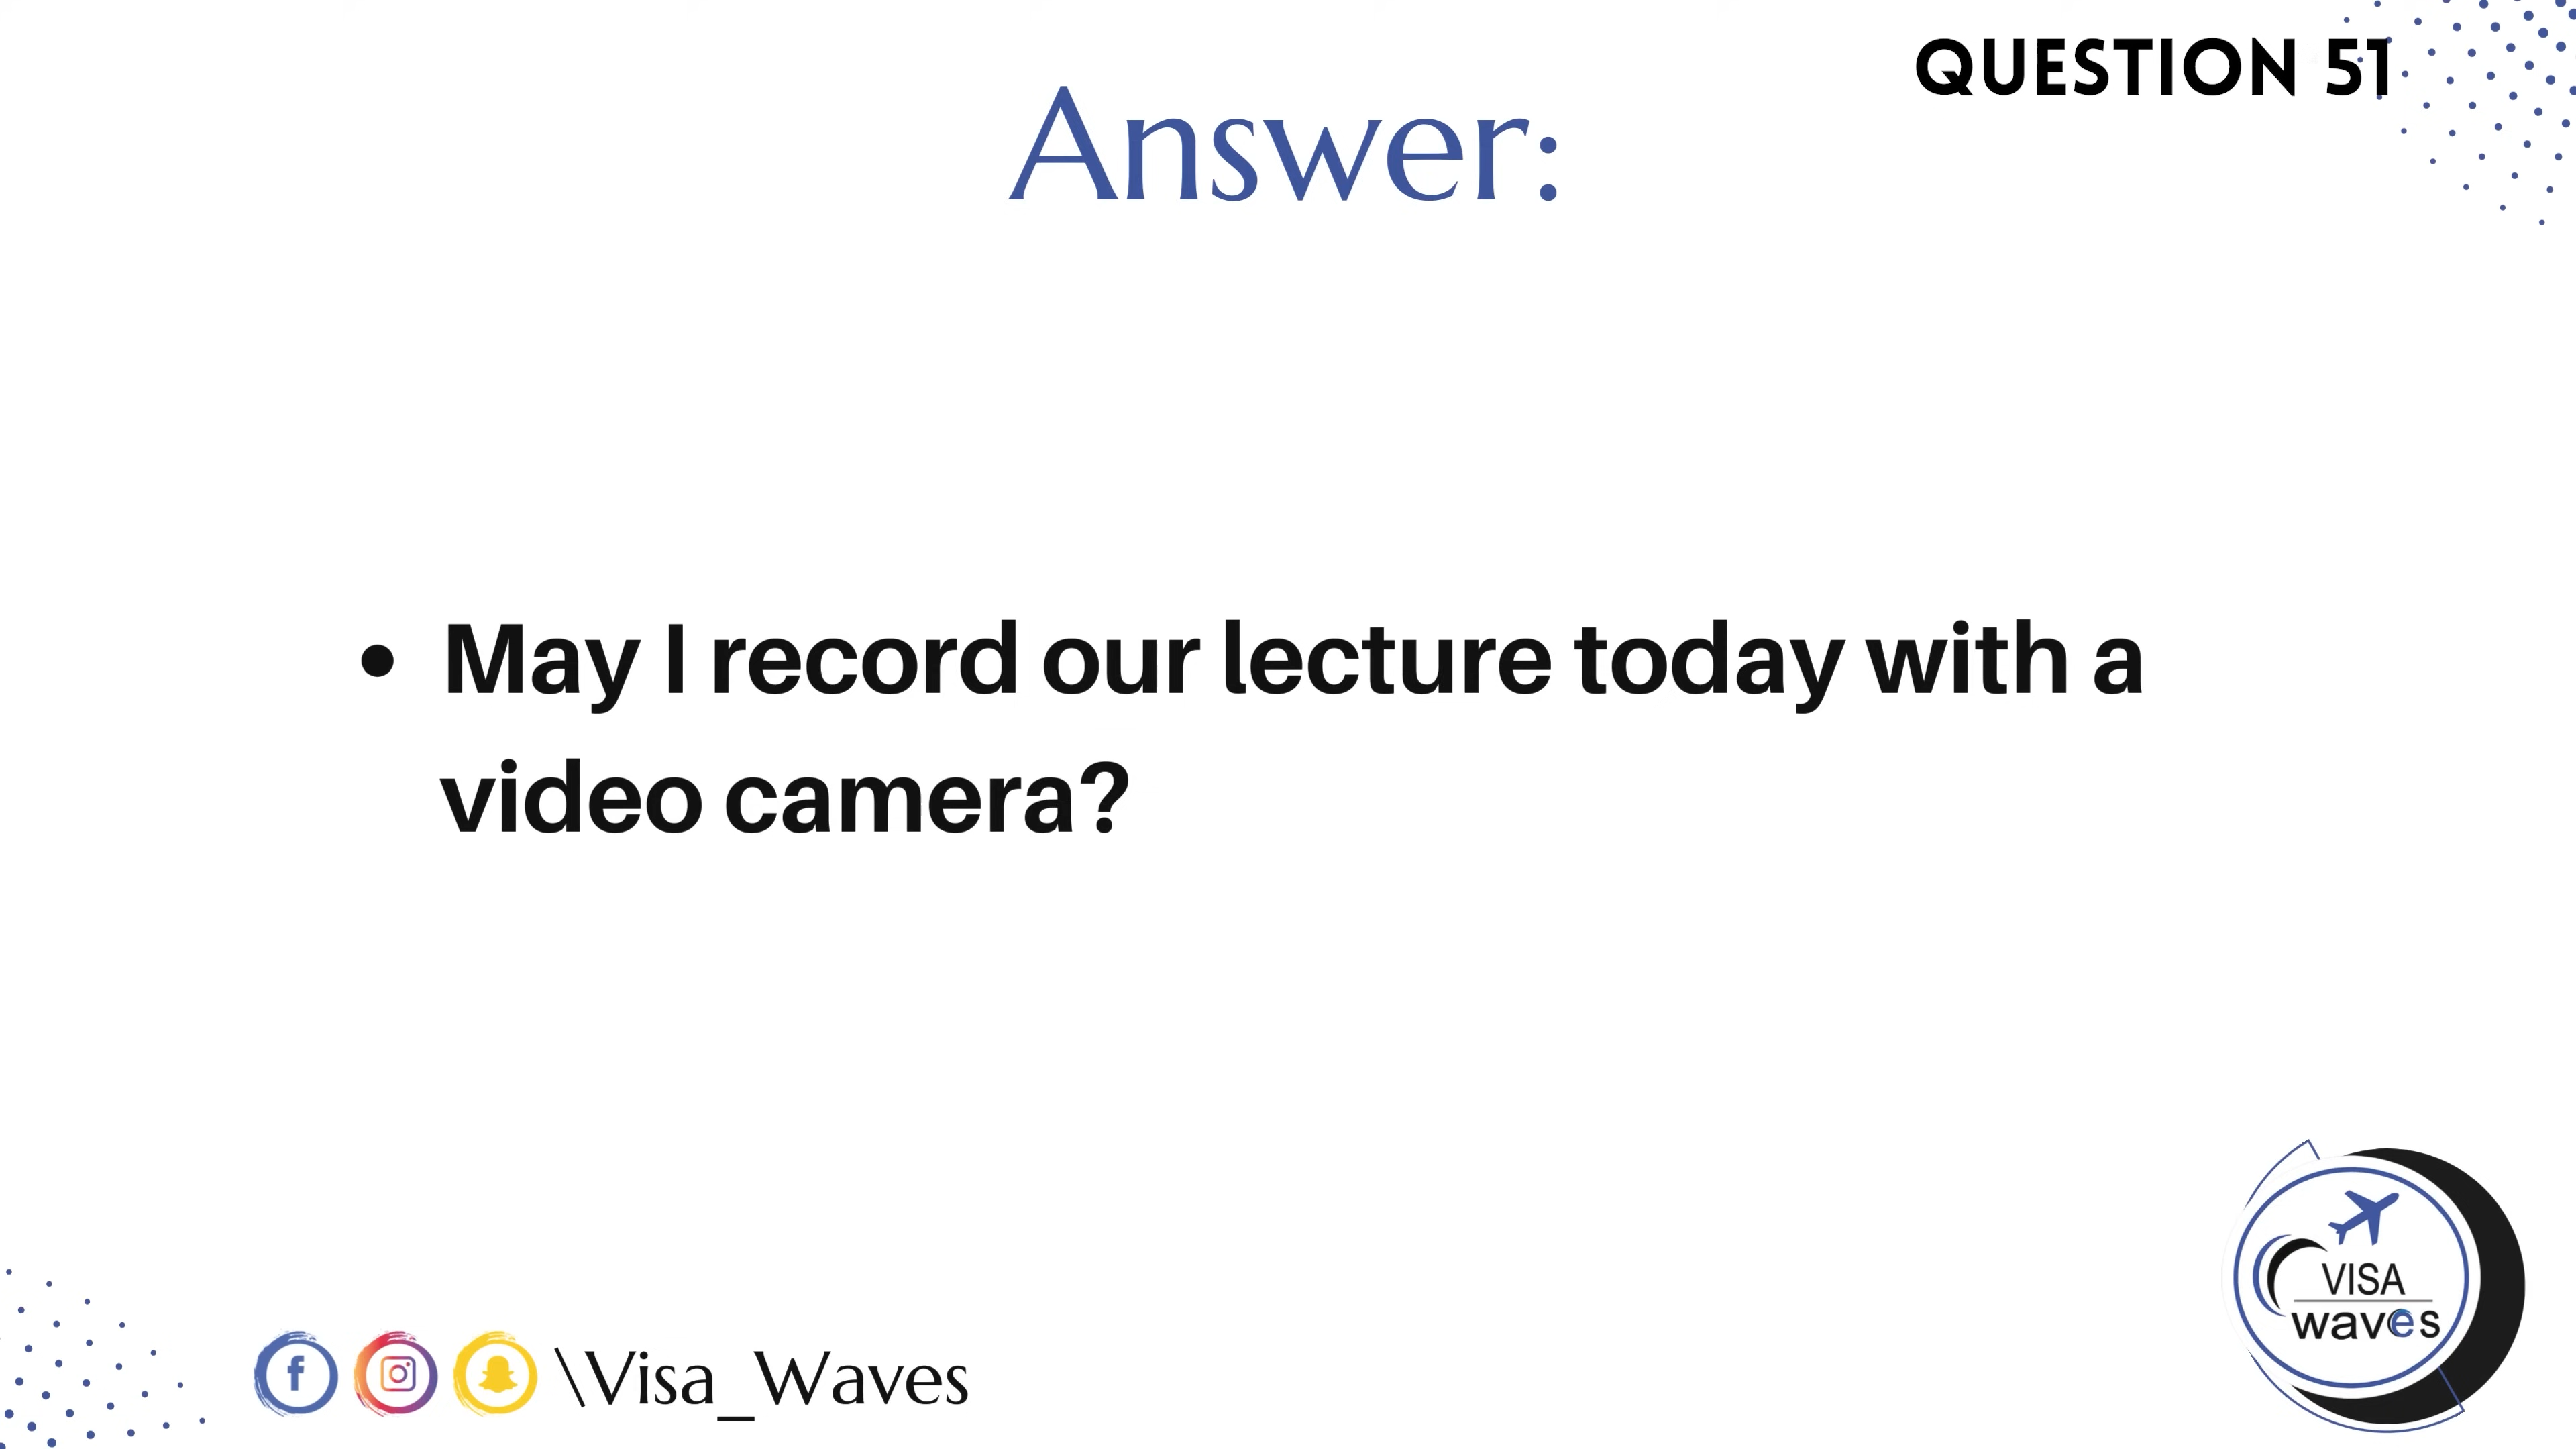 QUESTION 51
Answer:
• May I record our lecture today with a
video camera?
\Visa_Waves
VISA
waves